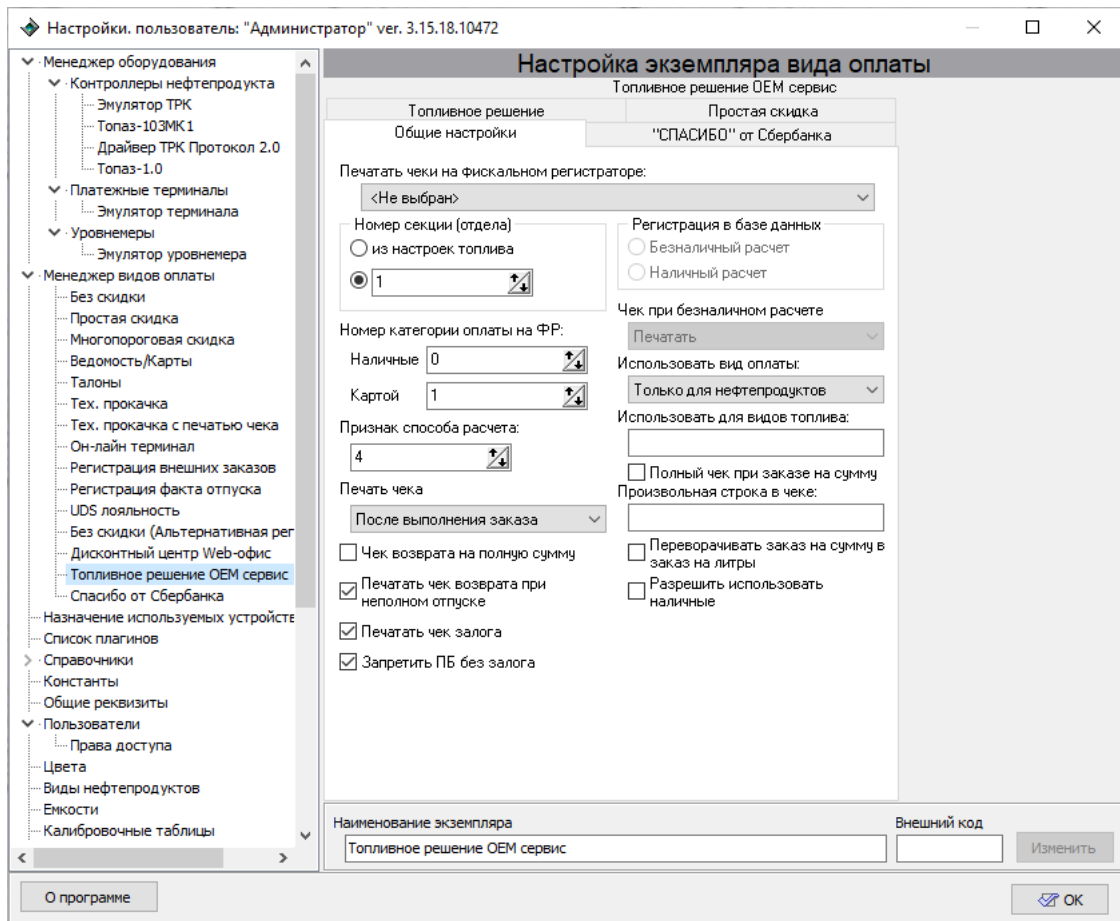 Настройки. пользователь: "Администратор" ver. 3.15.18.10472
Менеджер оборудования
Контроллеры нефтепродукта
Эмулятор ТРК
Топаз-103МК1
Драйвер ТРК Протокол 2.0
Топаз-1.0
Платежные терминалы
Эмулятор терминала
Уровнемеры
Эмулятор уровнемера
Менеджер видов оплаты
Без скидки
Простая скидка
Многопороговая скидка
Ведомость/Карты
Талоны
Тех. прокачка
Тех. прокачка с печатью чека
Он-лайн терминал
Регистрация внешних заказов
Регистрация факта отпуска
UDS лояльность
Без скидки (Альтернативная рег
Дисконтный центр Web-офис
Топливное решение ОЕМ сервис
Спасибо от Сбербанка
Назначение используемых устройств
Список плагинов
Справочники
Константы
Общие реквизиты
Пользователи
Права доступа
Цвета
Виды нефтепродуктов
Емкости
Калибровочные таблицы
Настройка экземпляра вида оплаты
Топливное решение ОЕМ сервис
Топливное решение
Простая скидка
Общие настройки
"СПАСИБО" от Сбербанка
Печатать чеки на фискальном регистраторе:
<Не выбран>
Номер секции (отдела)
из настроек топлива
1
Регистрация в базе данных
Безналичный расчет
Наличный расчет
Номер категории оплаты на ФР:
Наличные 0
Картой 1
Признак способа расчета:
4
Печать чека
После выполнения заказа
Чек возврата на полную сумму
Печатать чек возврата при
неполном отпуске
Печатать чек залога
Запретить ПБ без залога
Чек при безналичном расчете
Печатать
Использовать вид оплаты:
Только для нефтепродуктов
Использовать для видов топлива:
Полный чек при заказе на сумму
Произвольная строка в чеке:
Переворачивать заказ на сумму в
заказ на литры
Разрешить использовать
наличные
Наименование экземпляра
Внешний код
Топливное решение ОЕМ сервис
Изменить
О программе
ОК